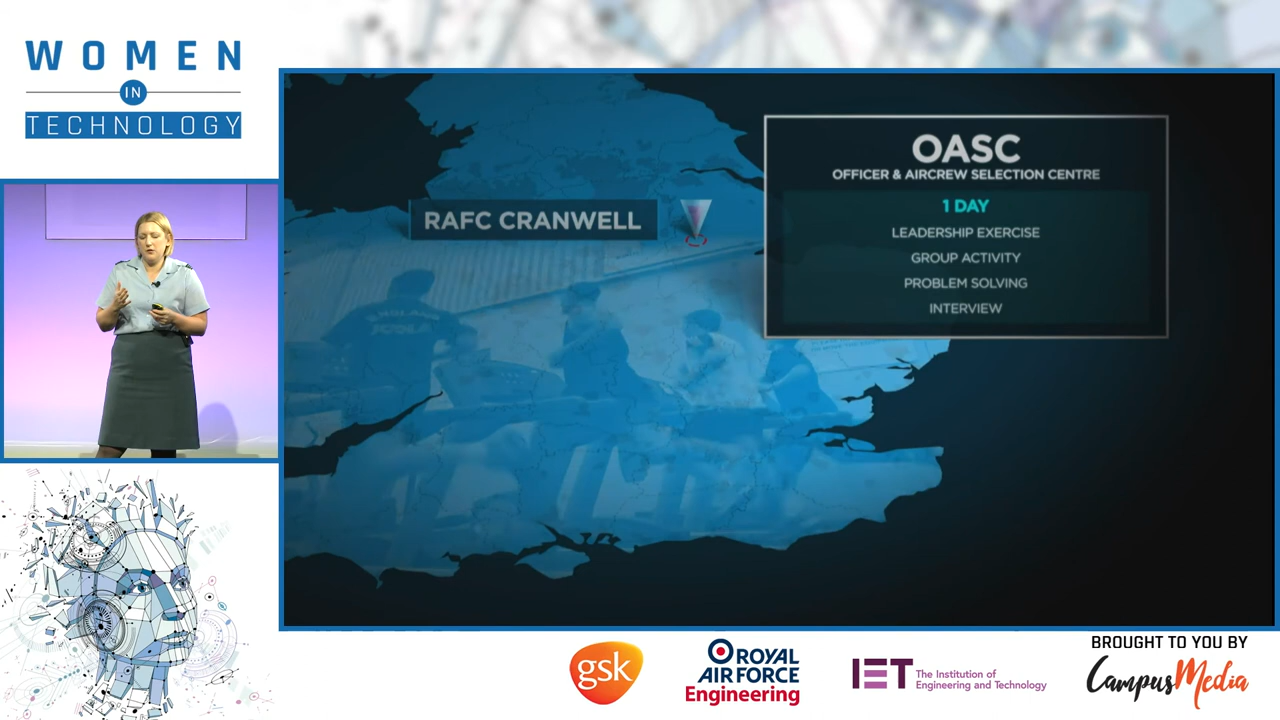 WOMEN
IN
TECHNOLOGY
RAFC CRANWELL
OASC
OFFICER & AIRCREW SELECTION CENTRE
1 DAY
LEADERSHIP EXERCISE
GROUP ACTIVITY
PROBLEM SOLVING
INTERVIEW
ENGLAND
gsk
ROYAL
AIR FORCE
Engineering
IET The Institution of
Engineering and Technology
BROUGHT TO YOU BY
CampusMedia